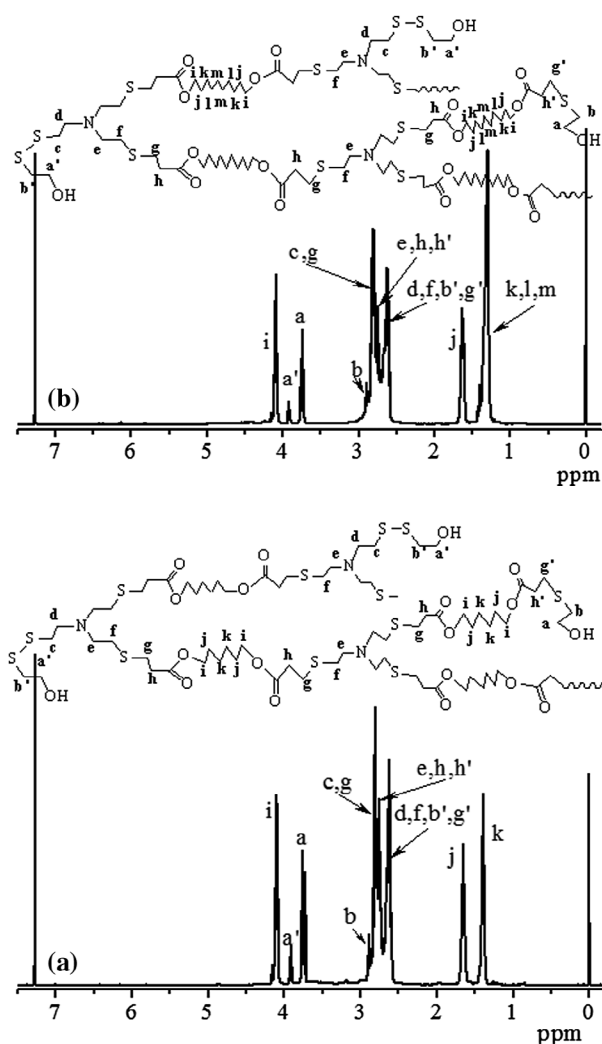 d S–S OH
c b' a'
O O e N
i k m l j O S f S
O j l m k i O O g'
S d S S h O i k m l j O O h' S b
N f S g O j l m k i a OH
S c e S g h e N
S a' h O O O O g S f S O O O O
b' OH O O O
e,h,h'
c,g
d,f,b',g'
k,l,m
i
a
j
a'
b
(b)
7 6 5 4 3 2 1 0
ppm
d S–S OH
c b' a'
O O e N
S O O S f S
O O g'
d S h O i k j O O h' S b
N f S g O j k i a OH
S c e S g j k i O h e N
S a' h O i k j O g S f S O O O O
b' OH O O O
e,h,h'
c,g
d,f,b',g'
i
a
j
k
b
a'
(a)
7 6 5 4 3 2 1 0
ppm